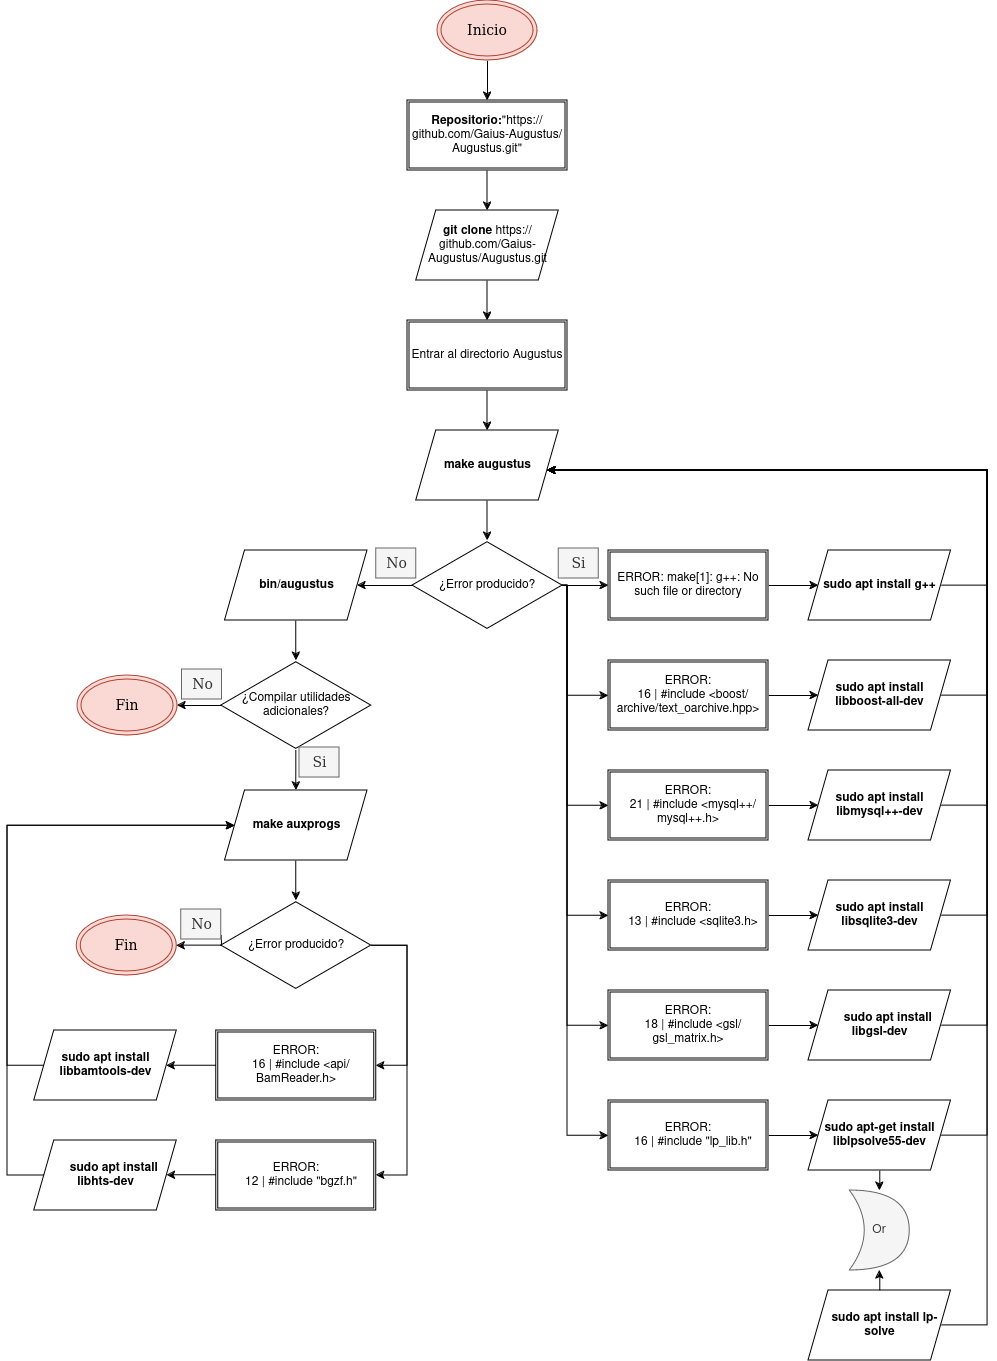 Inicio
Repositorio:"https://
github.com/Gaius-Augustus/
Augustus.git"
git clone https://
github.com/Gaius-
Augustus/Augustus.git
Entrar al directorio Augustus
make augustus
¿Error producido?
No
Si
bin/augustus
ERROR: make[1]: g++: No
such file or directory
sudo apt install g++
¿Compilar utilidades
adicionales?
No
Fin
Si
ERROR:
16 | #include <boost/
archive/text_oarchive.hpp>
sudo apt install
libboost-all-dev
make auxprogs
ERROR:
21 | #include <mysql++/
mysql++.h>
sudo apt install
libmysql++-dev
¿Error producido?
No
Fin
ERROR:
13 | #include <sqlite3.h>
sudo apt install
libsqlite3-dev
ERROR:
16 | #include <api/
BamReader.h>
sudo apt install
libbamtools-dev
ERROR:
18 | #include <gsl/
gsl_matrix.h>
sudo apt install
libgsl-dev
ERROR:
12 | #include "bgzf.h"
sudo apt install
libhts-dev
ERROR:
16 | #include "lp_lib.h"
sudo apt-get install
liblpsolve55-dev
Or
sudo apt install lp-
solve